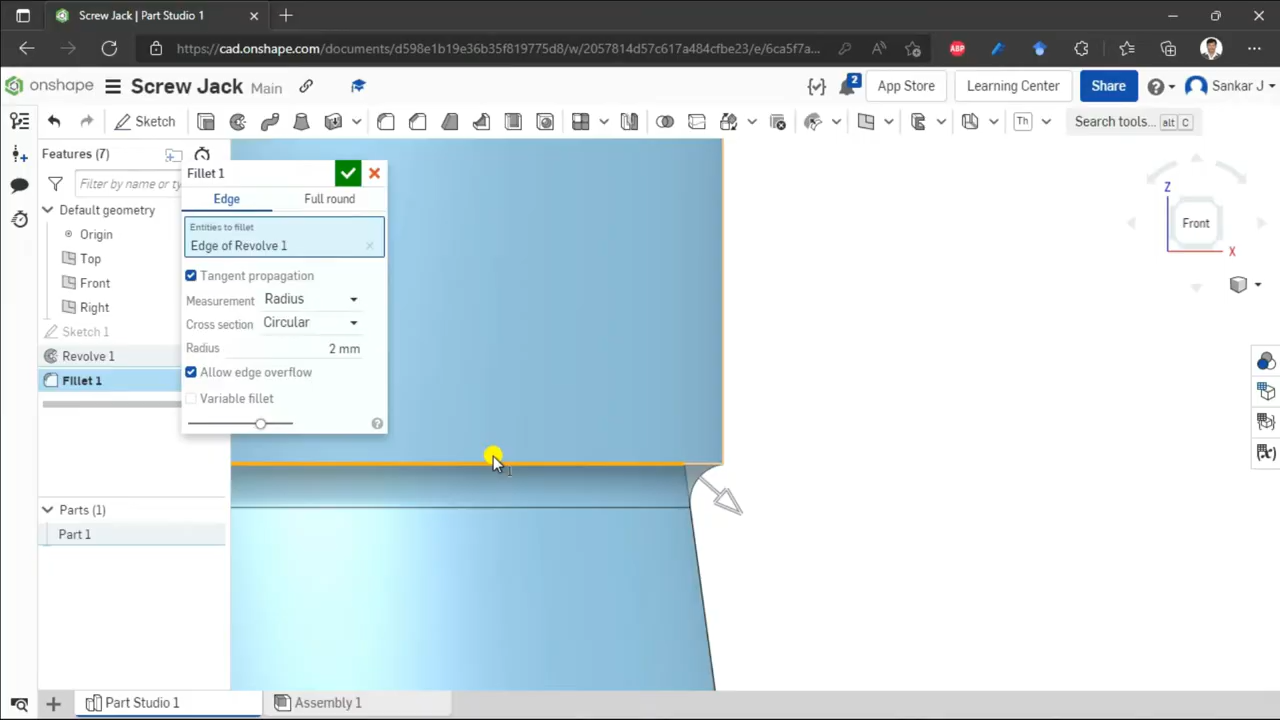 Screw Jack | Part Studio 1
https://cad.onshape.com/documents/d598e1b19e36b35f819775d8/w/2057814d57c617a484cfbe23/e/6ca5f7a...
ABP
onshape
Screw Jack Main
2
App Store
Learning Center
Share
Sankar J
Sketch
Th
Search tools... alt C
Features (7)
Filter by name or ty
Default geometry
Origin
Top
Front
Right
Sketch 1
Revolve 1
Fillet 1
Parts (1)
Part 1
Fillet 1
Edge
Full round
Entities to fillet
Edge of Revolve 1
Tangent propagation
Measurement Radius
Cross section Circular
Radius 2 mm
Allow edge overflow
Variable fillet
Z
Front
X
Part Studio 1
Assembly 1